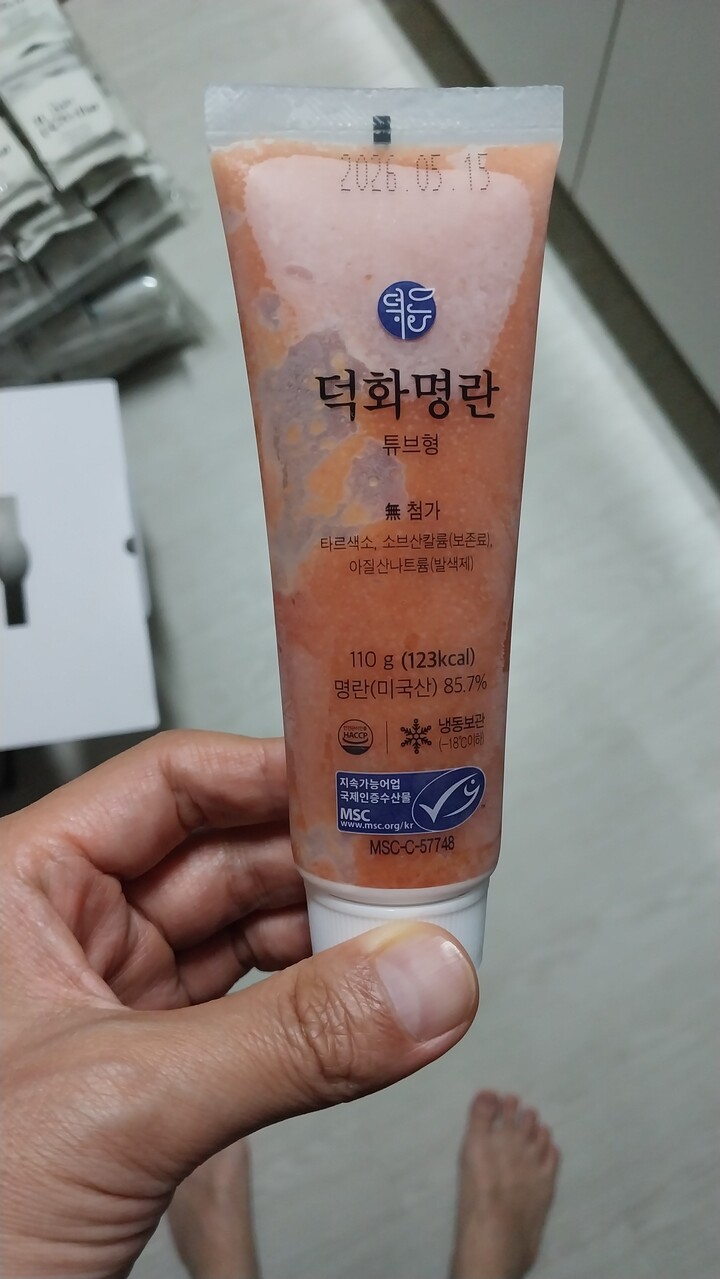 2026.05.15
덕화명란
튜브형
無 첨가
타르색소, 소브산칼륨(보존료),
아질산나트륨(발색제)
110 g (123kcal)
명란(미국산) 85.7%
HACCP
냉동보관
(-18℃이하)
지속가능어업
국제인증수산물
MSC
www.msc.org/kr
MSC-C-57748